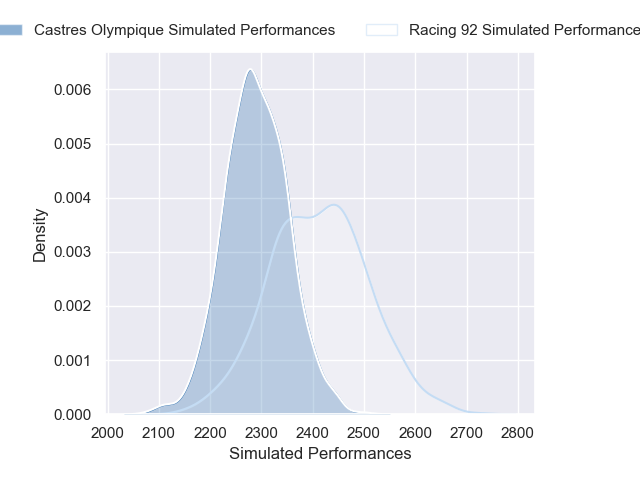 Castres Olympique Simulated Performances
Racing 92 Simulated Performance
0.006
0.005
0.004
0.003
0.002
0.001
0.000
Density
2000 2100 2200 2300 2400 2500 2600 2700 2800
Simulated Performances